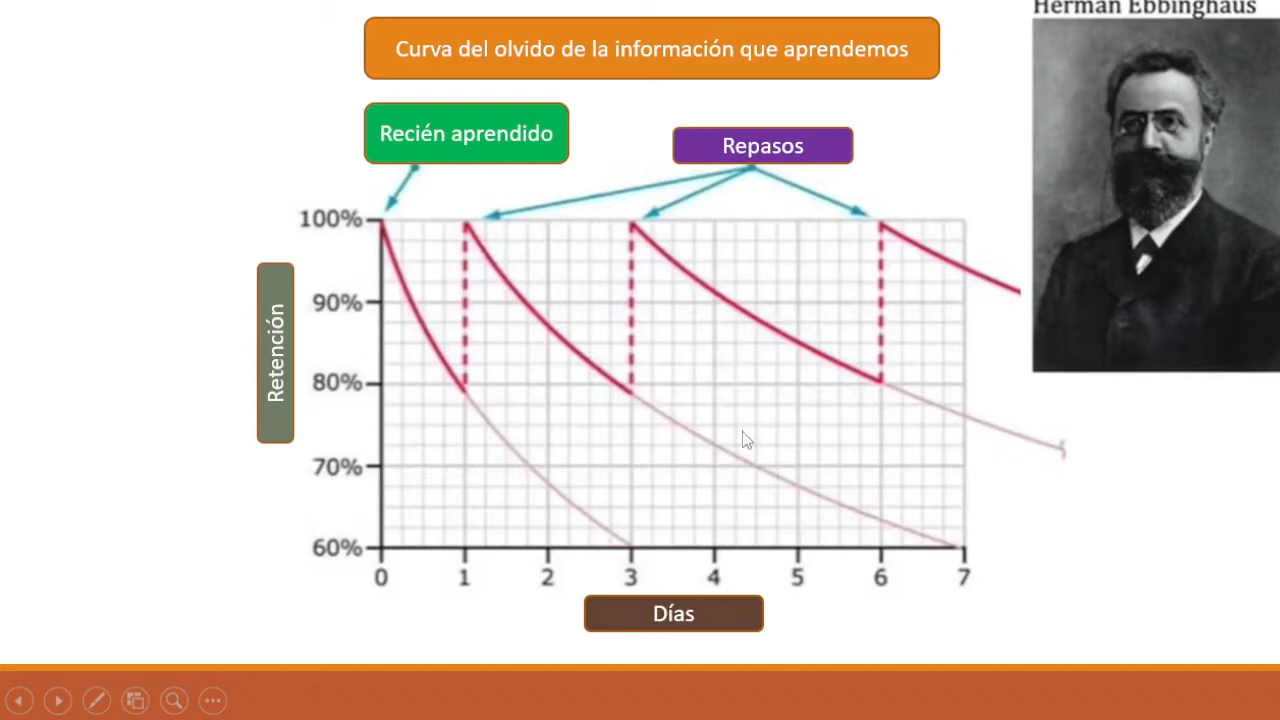 Herman Ebbinghaus
Curva del olvido de la información que aprendemos
Recién aprendido
Repasos
Retención
100%
90%
80%
70%
60%
0 1 2 3 4 5 6 7
Días